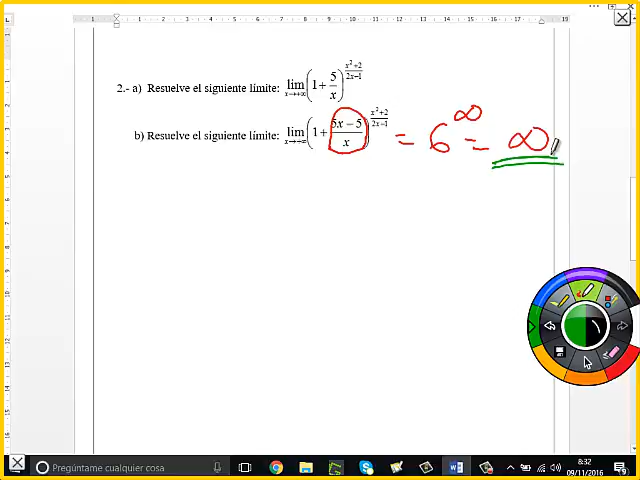 2.- a) Resuelve el siguiente límite: lim x→+∞ (1 + 5/x)^((x²+2)/(2x−1))
b) Resuelve el siguiente límite: lim x→+∞ (1 + (5x − 5)/x)^((x²+2)/(2x−1)) = 6^∞ = ∞
Pregúntame cualquier cosa
8:32
09/11/2016